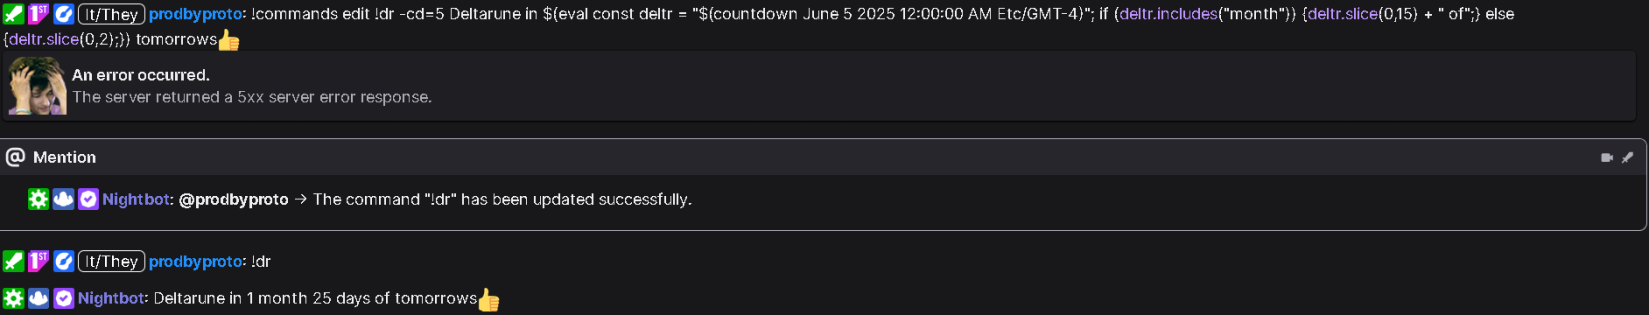 1ST It/They prodbyproto: !commands edit !dr -cd=5 Deltarune in $(eval const deltr = "$(countdown June 5 2025 12:00:00 AM Etc/GMT-4)"; if (deltr.includes("month")) {deltr.slice(0,15) + " of";} else
{deltr.slice(0,2);}) tomorrows👍
An error occurred.
The server returned a 5xx server error response.
@ Mention
Nightbot: @prodbyproto → The command "!dr" has been updated successfully.
1ST It/They prodbyproto: !dr
Nightbot: Deltarune in 1 month 25 days of tomorrows👍